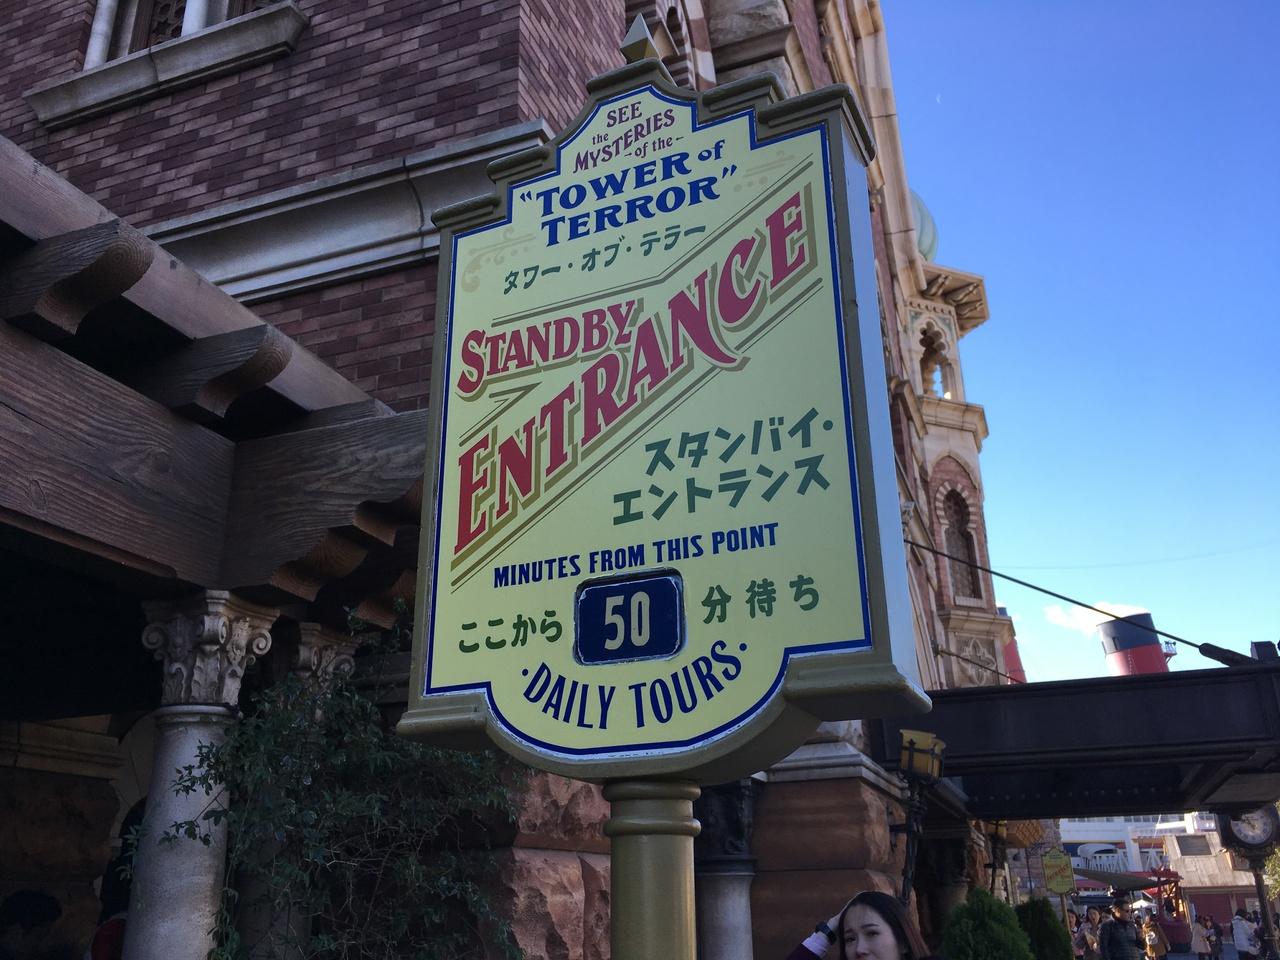 SEE
the
MYSTERIES
-of the-
"TOWER of
TERROR"
タワー・オブ・テラー
STANDBY
ENTRANCE
スタンバイ・
エントランス
MINUTES FROM THIS POINT
ここから 50 分待ち
・DAILY TOURS・
ENTRANCE